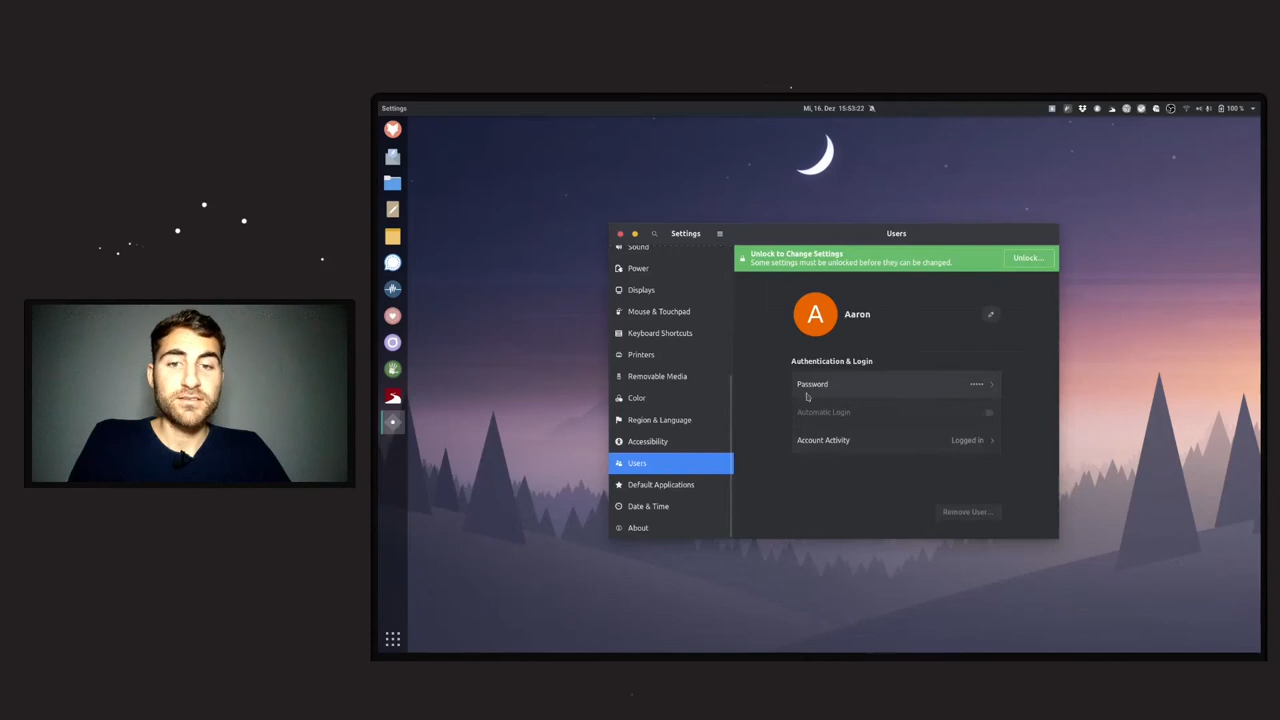 Settings
Mi, 16. Dez 15:53:22
100 %
Settings
Users
Sound
Power
Displays
Mouse & Touchpad
Keyboard Shortcuts
Printers
Removable Media
Color
Region & Language
Accessibility
Users
Default Applications
Date & Time
About
Unlock to Change Settings
Some settings must be unlocked before they can be changed.
Unlock...
A
Aaron
Authentication & Login
Password
Automatic Login
Account Activity
Logged in
Remove User...